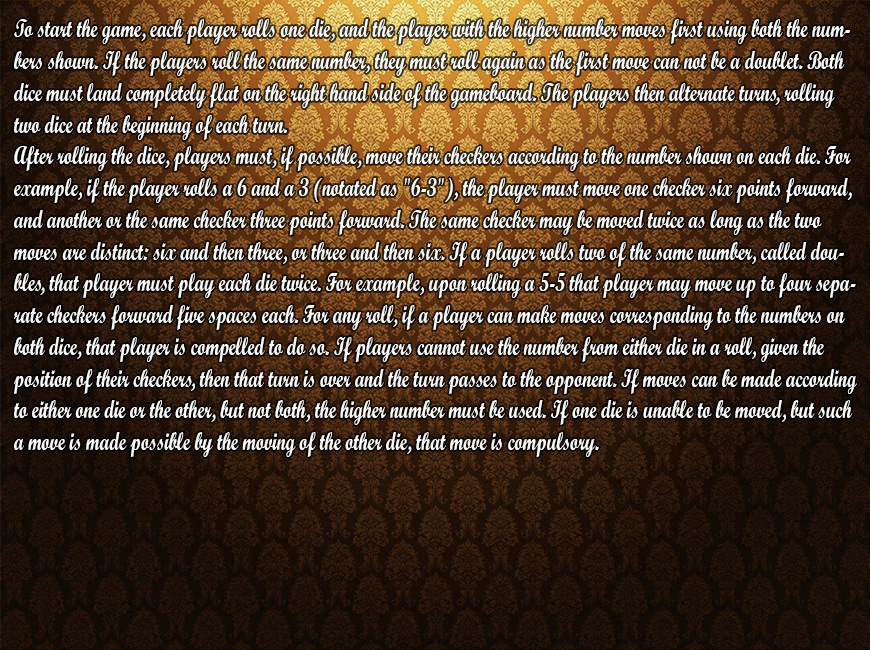 To start the game, each player rolls one die, and the player with the higher number moves first using both the num-
bers shown. If the players roll the same number, they must roll again as the first move can not be a doublet. Both
dice must land completely flat on the right hand side of the gameboard. The players then alternate turns, rolling
two dice at the beginning of each turn.
After rolling the dice, players must, if possible, move their checkers according to the number shown on each die. For
example, if the player rolls a 6 and a 3 (notated as "6-3"), the player must move one checker six points forward,
and another or the same checker three points forward. The same checker may be moved twice as long as the two
moves are distinct: six and then three, or three and then six. If a player rolls two of the same number, called dou-
bles, that player must play each die twice. For example, upon rolling a 5-5 that player may move up to four sepa-
rate checkers forward five spaces each. For any roll, if a player can make moves corresponding to the numbers on
both dice, that player is compelled to do so. If players cannot use the number from either die in a roll, given the
position of their checkers, then that turn is over and the turn passes to the opponent. If moves can be made according
to either one die or the other, but not both, the higher number must be used. If one die is unable to be moved, but such
a move is made possible by the moving of the other die, that move is compulsory.